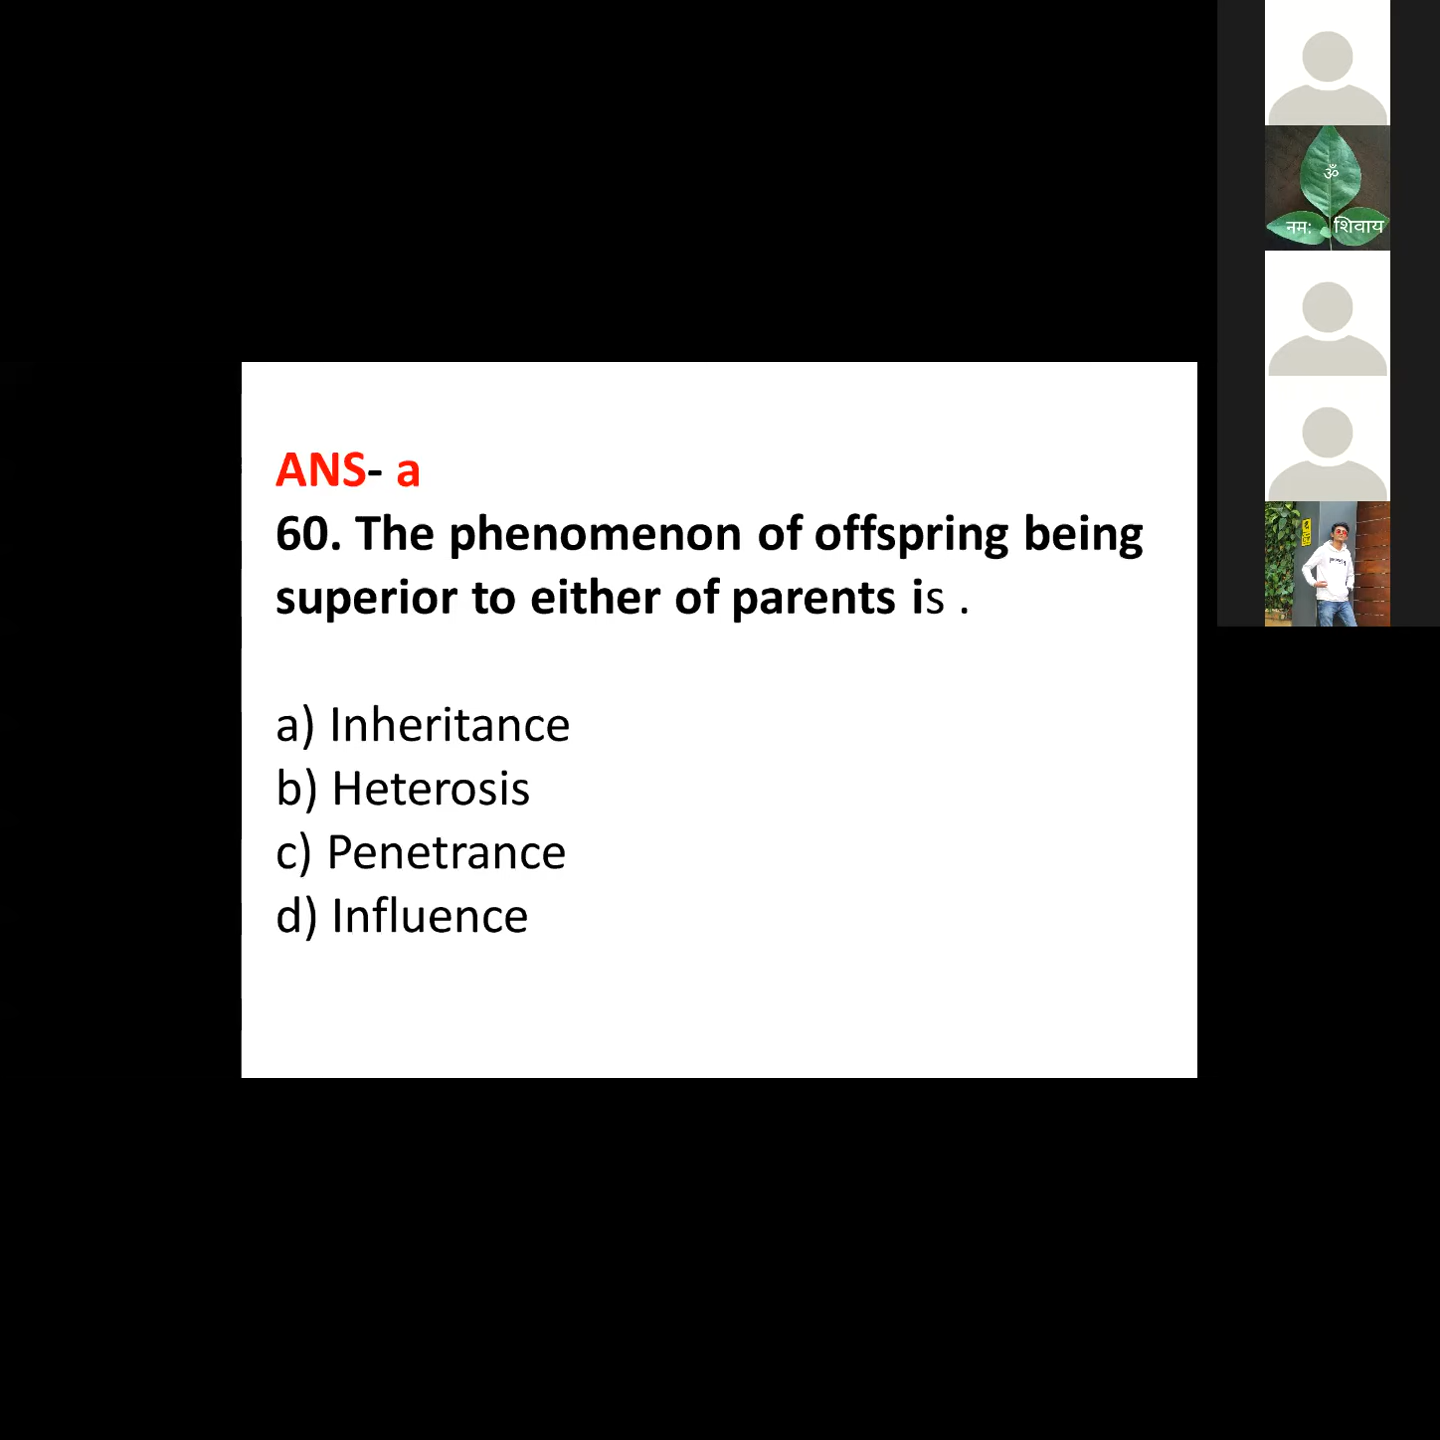 ANS- a
60. The phenomenon of offspring being
superior to either of parents is .
a) Inheritance
b) Heterosis
c) Penetrance
d) Influence
ॐ
नमः शिवाय